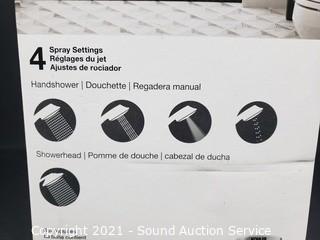 4
Spray Settings
Réglages du jet
Ajustes de rociador
Handshower | Douchette | Regadera manual
Showerhead | Pomme de douche | cabezal de ducha
Copyright 2021 - Sound Auction Service